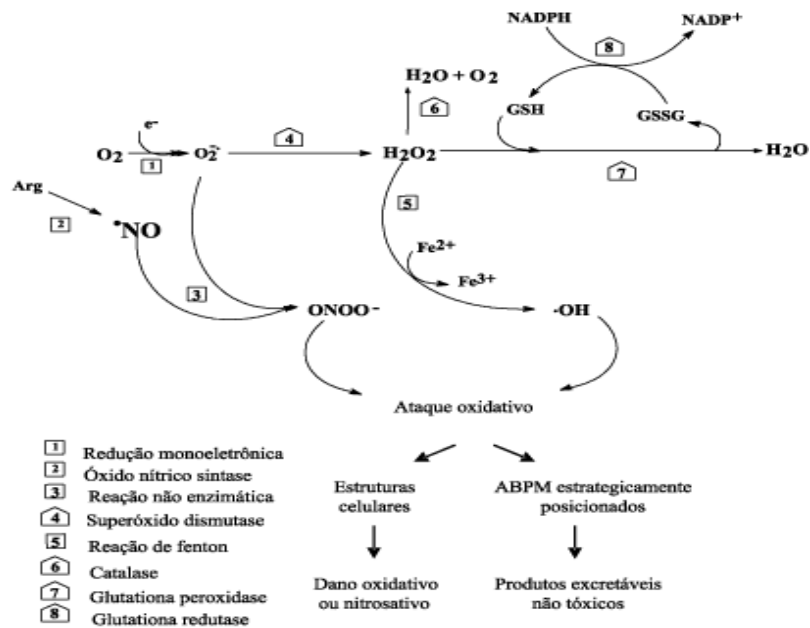 NADPH
NADP+
8
H2O + O2
6
GSH
GSSG
e-
O2
1
O2-·
4
H2O2
7
H2O
Arg
2
•NO
5
Fe2+
Fe3+
3
ONOO-
·OH
Ataque oxidativo
Estruturas
celulares
ABPM estrategicamente
posicionados
Dano oxidativo
ou nitrosativo
Produtos excretáveis
não tóxicos
1 Redução monoeletrônica
2 Óxido nítrico sintase
3 Reação não enzimática
4 Superóxido dismutase
5 Reação de fenton
6 Catalase
7 Glutationa peroxidase
8 Glutationa redutase